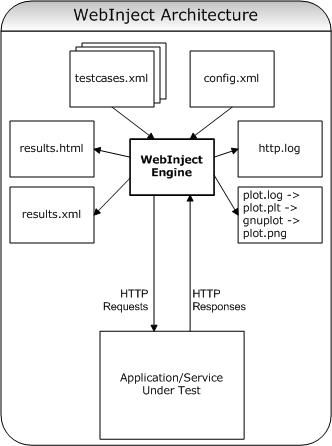 WebInject Architecture
testcases.xml
config.xml
results.html
WebInject
Engine
http.log
results.xml
plot.log ->
plot.plt ->
gnuplot ->
plot.png
HTTP
Requests
HTTP
Responses
Application/Service
Under Test